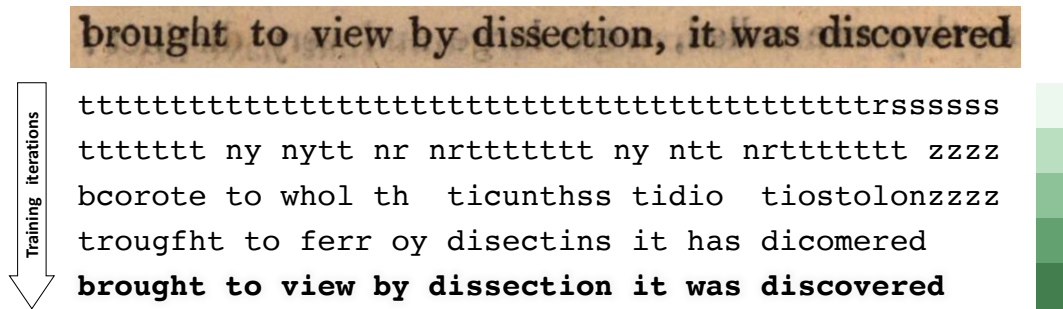 brought to view by dissection, it was discovered
Training iterations
ttttttttttttttttttttttttttttttttttttttttttttrssssss
ttttttt ny nytt nr nrttttttt ny ntt nrttttttt zzzz
bcorote to whol th  ticunthss tidio  tiostolonzzzz
trougfht to ferr oy disectins it has dicomered
brought to view by dissection it was discovered